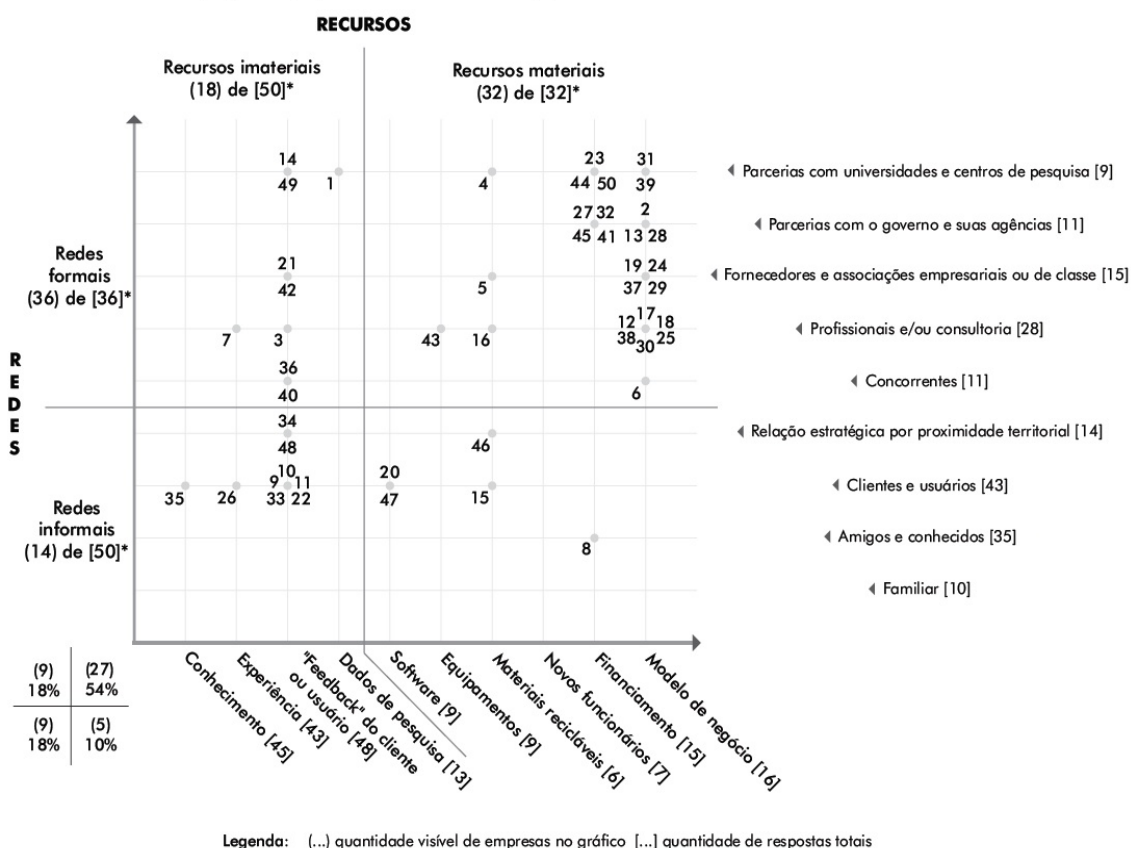 RECURSOS
Recursos imateriais
(18) de [50]*
Recursos materiais
(32) de [32]*
14
23
31
49
1
4
44 50
39
Parcerias com universidades e centros de pesquisa [9]
27 32
2
45 41
13 28
Parcerias com o governo e suas agências [11]
Redes
formais
(36) de [36]*
21
19 24
42
5
37 29
Fornecedores e associações empresariais ou de classe [15]
17
12 18
7
3
43
16
38 25
30
Profissionais e/ou consultoria [28]
36
40
6
Concorrentes [11]
REDES
34
48
46
Relação estratégica por proximidade territorial [14]
10
9 11
20
35
26
33 22
47
15
Clientes e usuários [43]
Redes
informais
(14) de [50]*
8
Amigos e conhecidos [35]
Familiar [10]
(9) (27)
18% 54%
(9) (5)
18% 10%
Conhecimento [45]
Experiência [43]
"Feedback" do cliente
ou usuário [48]
Dados de pesquisa [13]
Software [9]
Equipamentos [9]
Materiais recicláveis [6]
Novos funcionários [7]
Financiamento [15]
Modelo de negócio [16]
Legenda: (...) quantidade visível de empresas no gráfico [...] quantidade de respostas totais